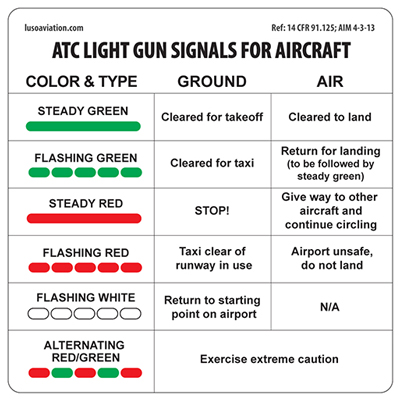 lusoaviation.com Ref: 14 CFR 91.125; AIM 4-3-13
ATC LIGHT GUN SIGNALS FOR AIRCRAFT
COLOR & TYPE GROUND AIR
STEADY GREEN
Cleared for takeoff
Cleared to land
FLASHING GREEN
Cleared for taxi
Return for landing
(to be followed by
steady green)
STEADY RED
STOP!
Give way to other
aircraft and
continue circling
FLASHING RED
Taxi clear of
runway in use
Airport unsafe,
do not land
FLASHING WHITE
Return to starting
point on airport
N/A
ALTERNATING
RED/GREEN
Exercise extreme caution